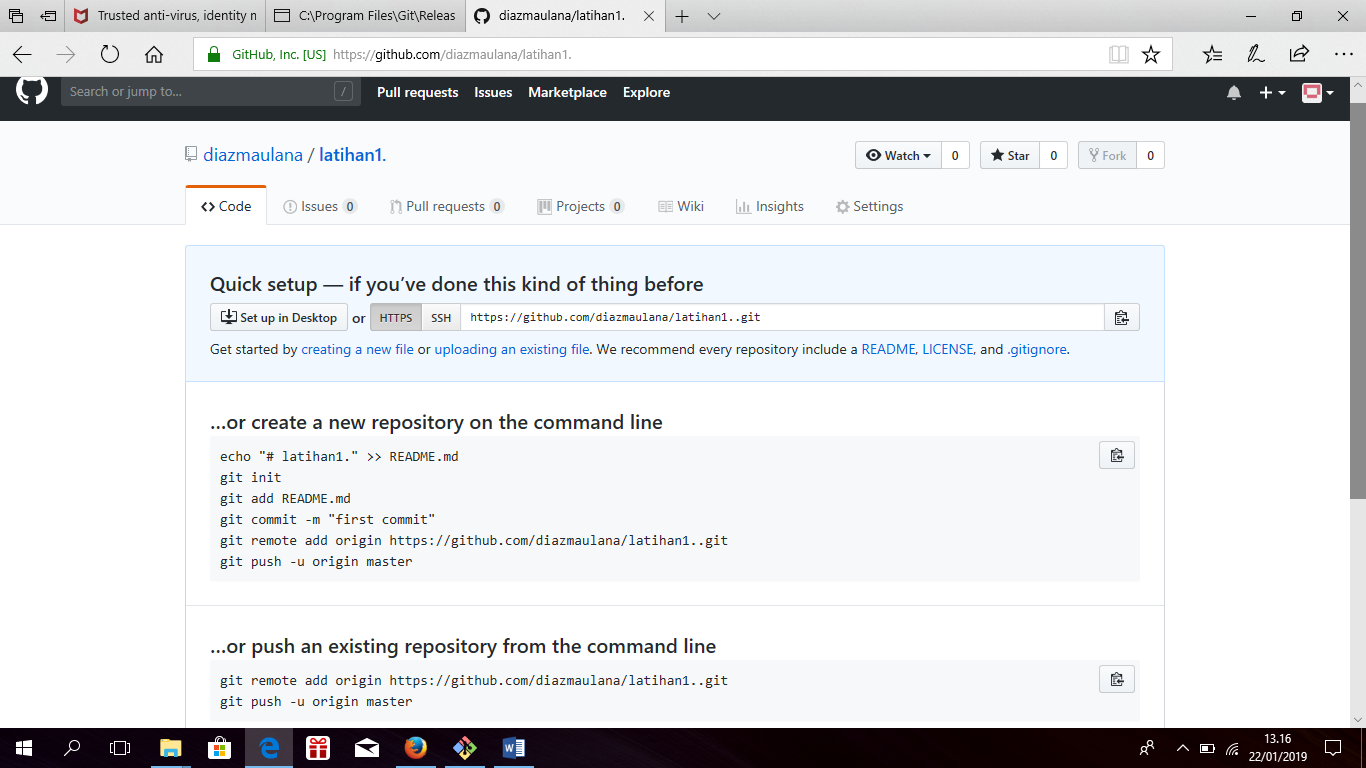 Trusted anti-virus, identity n
C:\Program Files\Git\Releas
diazmaulana/latihan1.
GitHub, Inc. [US] https://github.com/diazmaulana/latihan1.
Search or jump to... /
Pull requests Issues Marketplace Explore
diazmaulana / latihan1.
Watch 0 Star 0 Fork 0
Code Issues 0 Pull requests 0 Projects 0 Wiki Insights Settings
Quick setup — if you’ve done this kind of thing before
Set up in Desktop or HTTPS SSH https://github.com/diazmaulana/latihan1..git
Get started by creating a new file or uploading an existing file. We recommend every repository include a README, LICENSE, and .gitignore.
…or create a new repository on the command line
echo "# latihan1." >> README.md
git init
git add README.md
git commit -m "first commit"
git remote add origin https://github.com/diazmaulana/latihan1..git
git push -u origin master
…or push an existing repository from the command line
git remote add origin https://github.com/diazmaulana/latihan1..git
git push -u origin master
13.16
22/01/2019